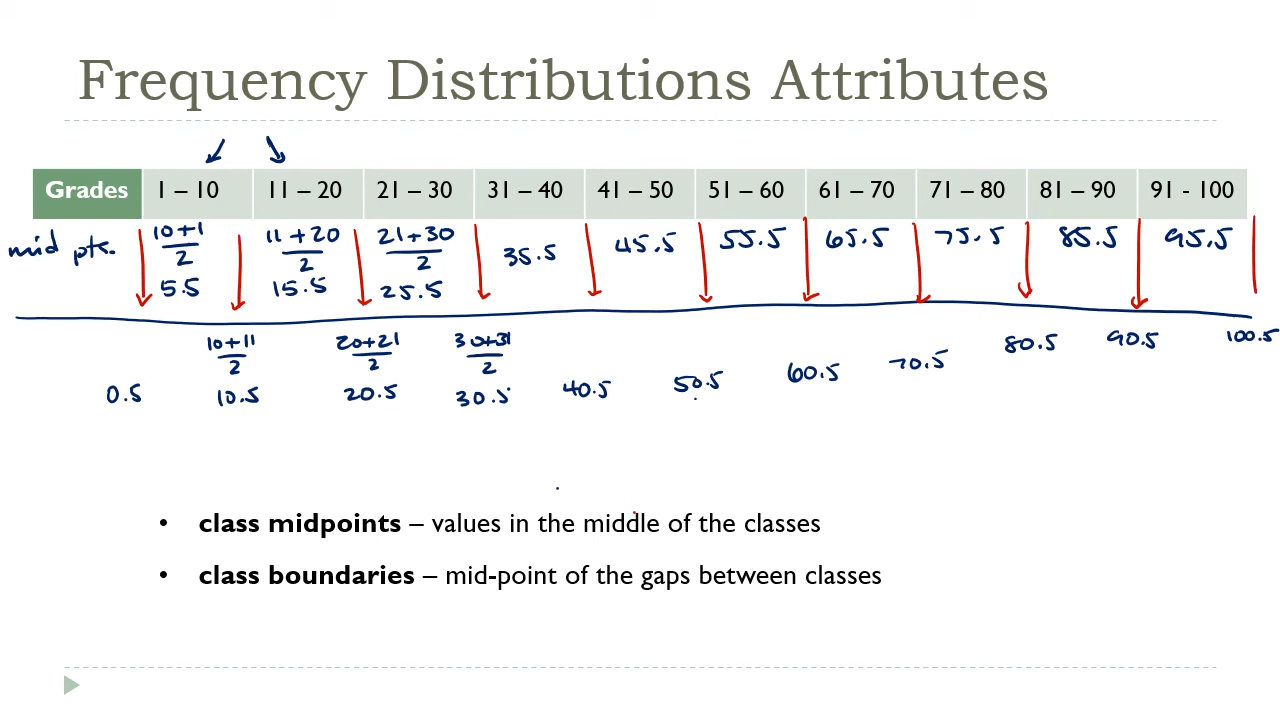 Frequency Distributions Attributes
Grades 1 – 10 11 – 20 21 – 30 31 – 40 41 – 50 51 – 60 61 – 70 71 – 80 81 – 90 91 - 100
mid pts. 10+1/2 11+20/2 21+30/2 35.5 45.5 55.5 65.5 75.5 85.5 95.5
5.5 15.5 25.5
10+11/2 20+21/2 30+31/2
0.5 10.5 20.5 30.5 40.5 50.5 60.5 70.5 80.5 90.5 100.5
• class midpoints – values in the middle of the classes
• class boundaries – mid-point of the gaps between classes